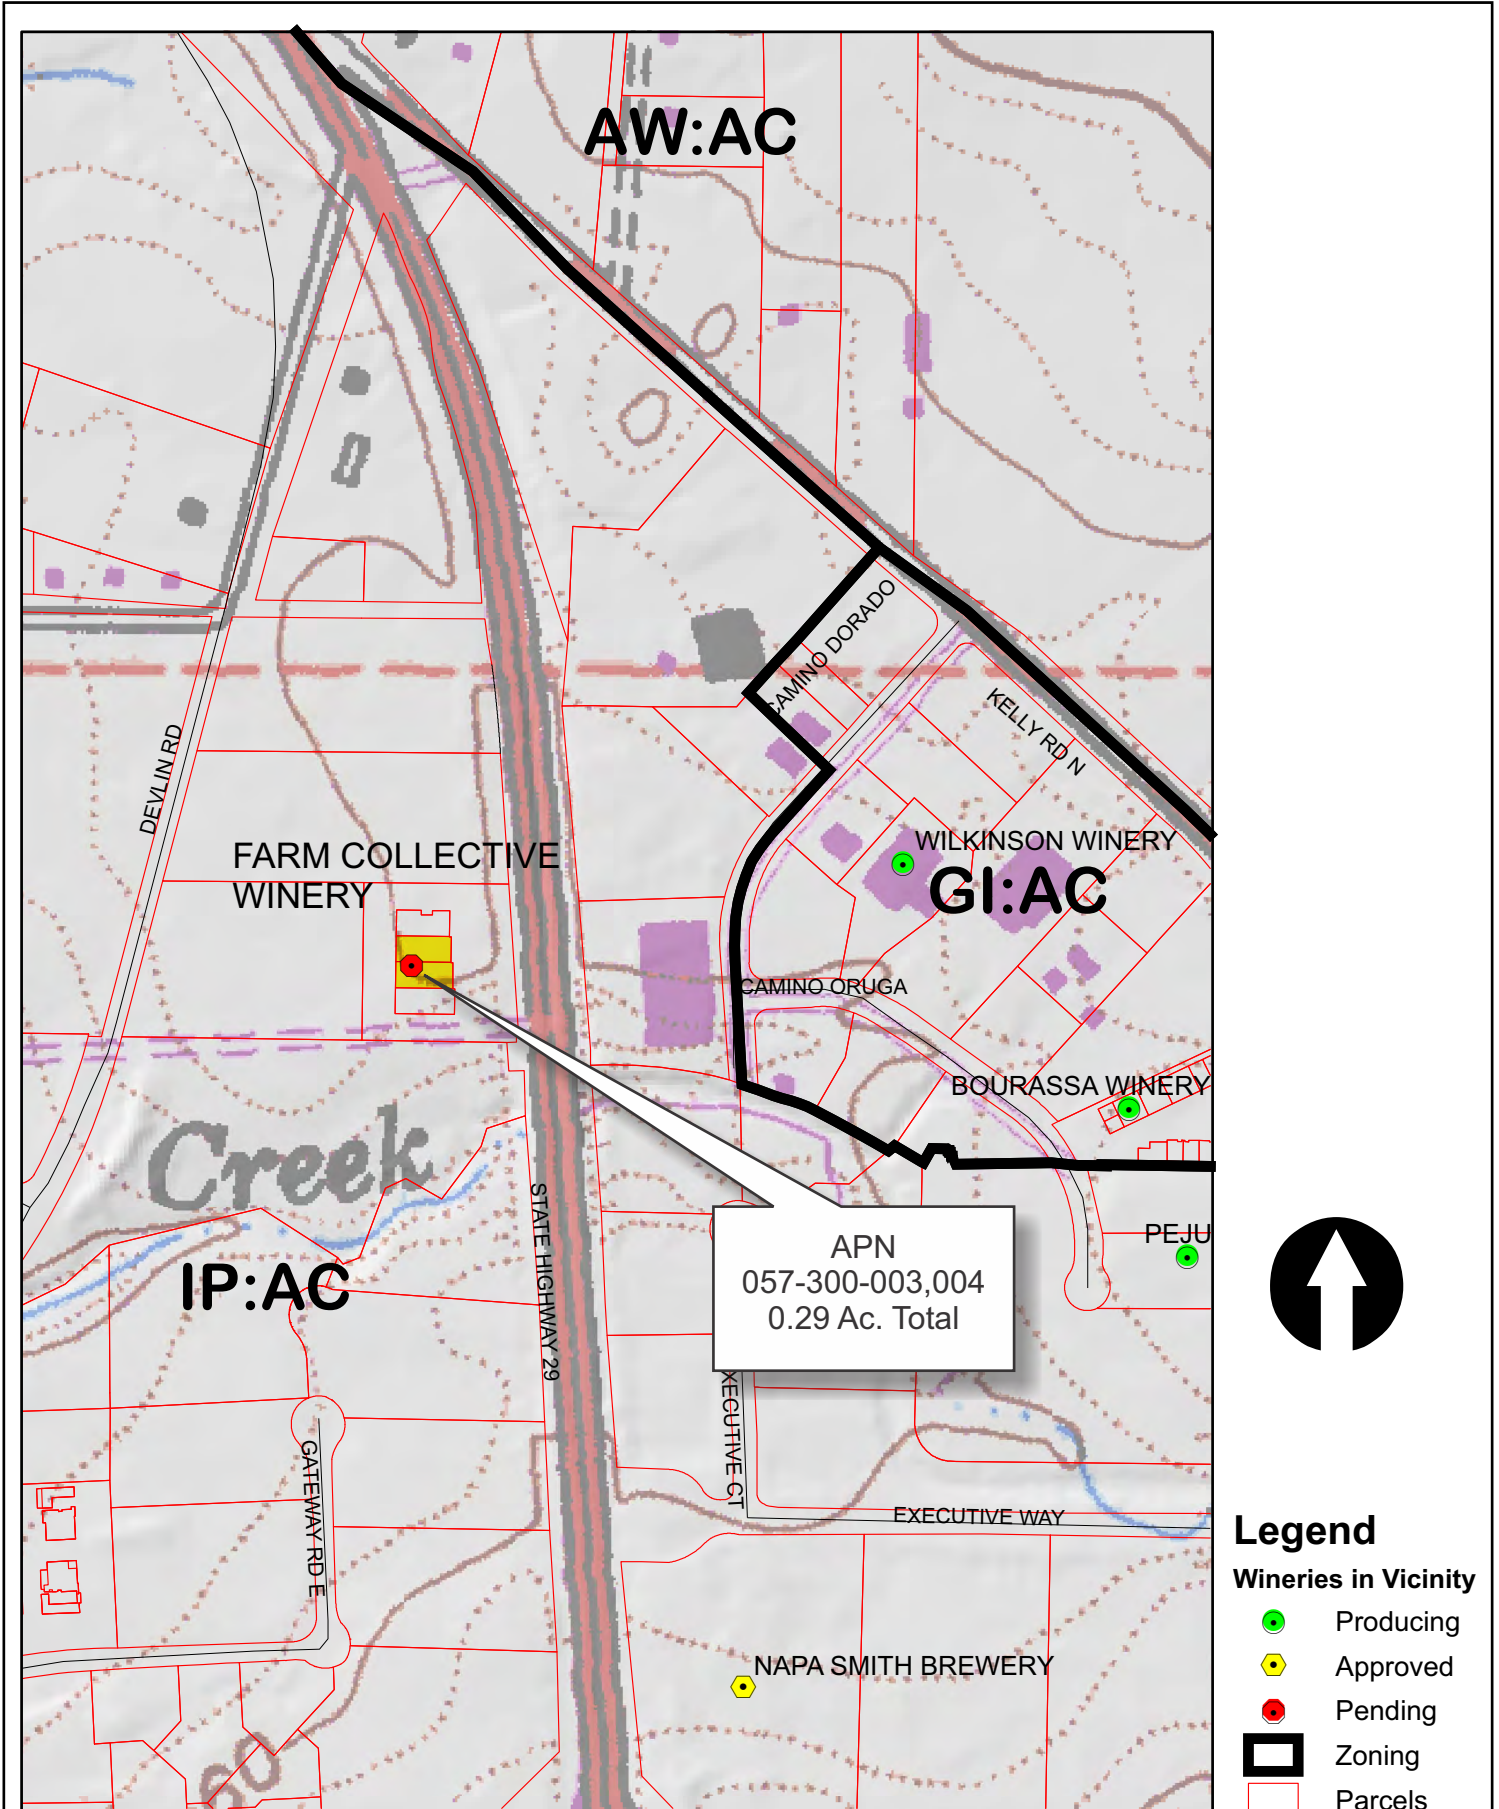 AW:AC
CAMINO DORADO
KELLY RD N
DEVLIN RD
FARM COLLECTIVE
WINERY
WILKINSON WINERY
GI:AC
CAMINO ORUGA
BOURASSA WINERY
Creek
STATE HIGHWAY 29
PEJU
IP:AC
APN
057-300-003,004
0.29 Ac. Total
XECUTIVE CT
GATEWAY RD E
EXECUTIVE WAY
NAPA SMITH BREWERY
80
Legend
Wineries in Vicinity
Producing
Approved
Pending
Zoning
Parcels